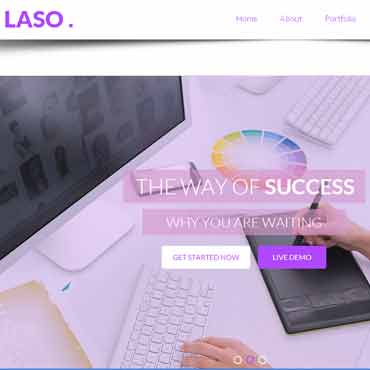 LASO .
Home About Portfolio
THE WAY OF SUCCESS
WHY YOU ARE WAITING
GET STARTED NOW LIVE DEMO